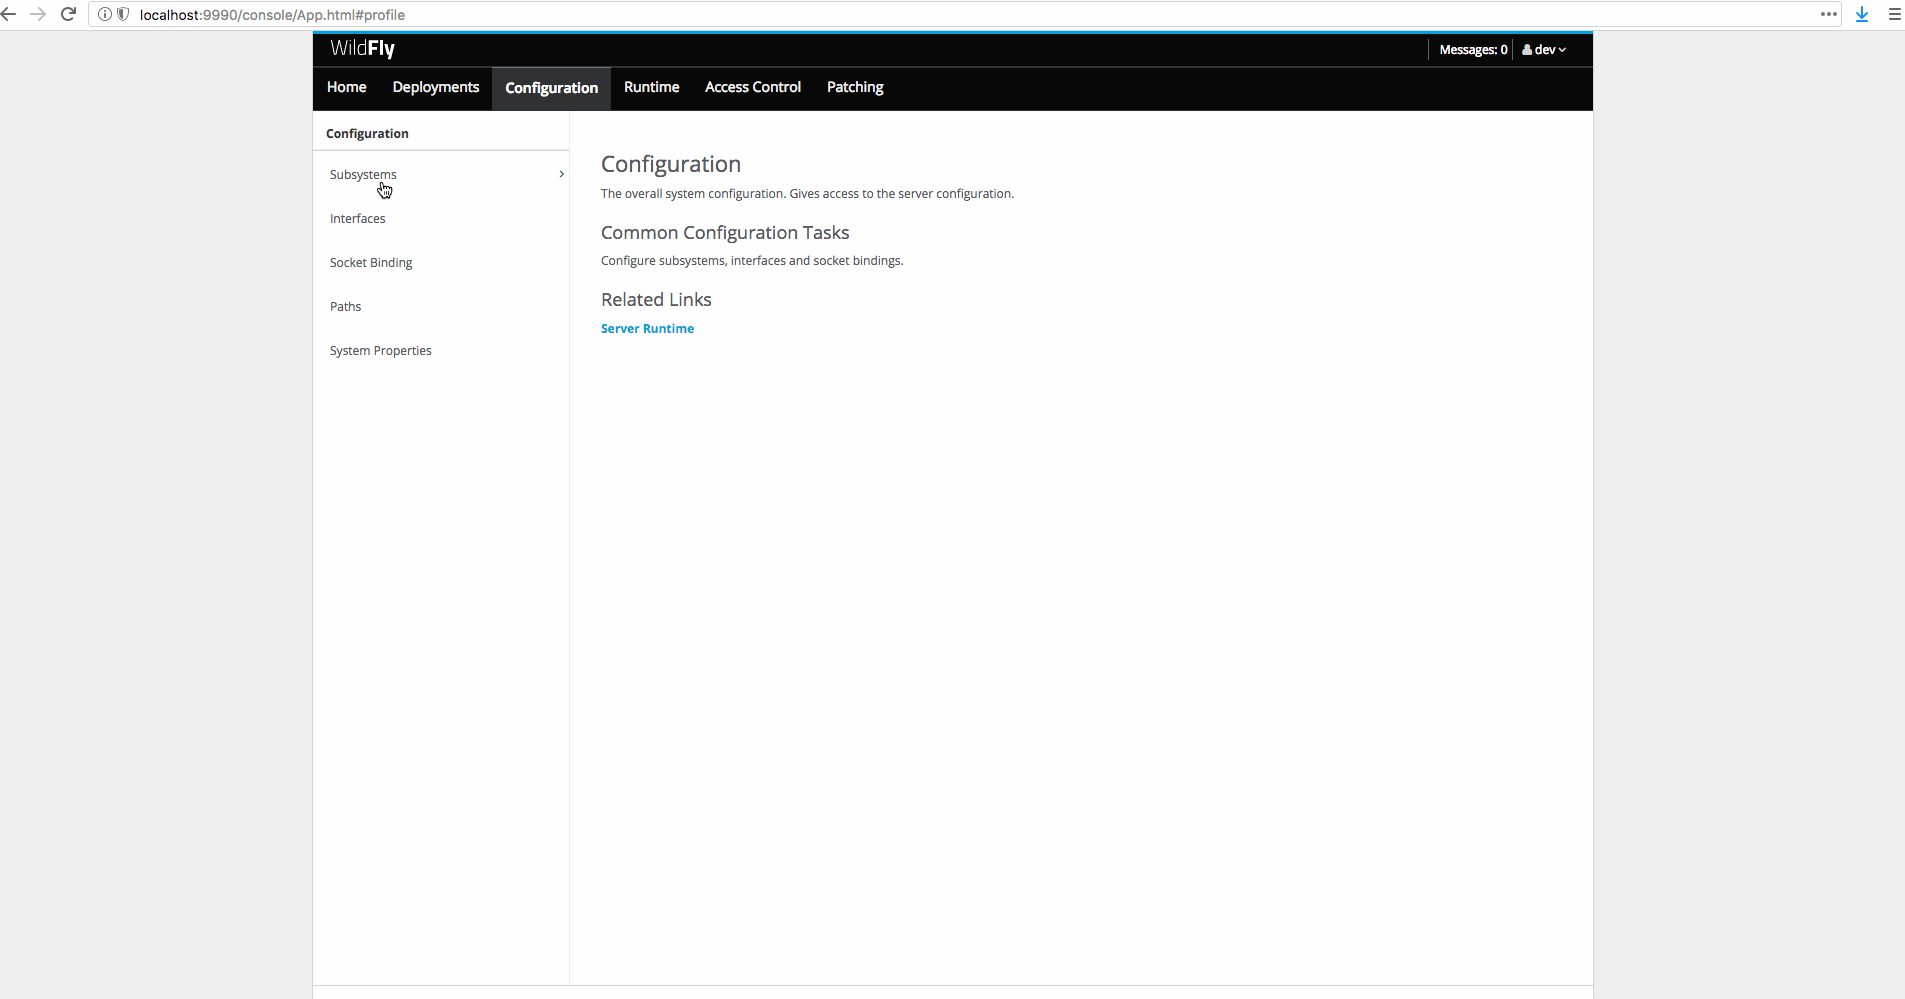 localhost:9990/console/App.html#profile
WildFly
Messages: 0 dev
Home Deployments Configuration Runtime Access Control Patching
Configuration
Subsystems
Interfaces
Socket Binding
Paths
System Properties
Configuration
The overall system configuration. Gives access to the server configuration.
Common Configuration Tasks
Configure subsystems, interfaces and socket bindings.
Related Links
Server Runtime